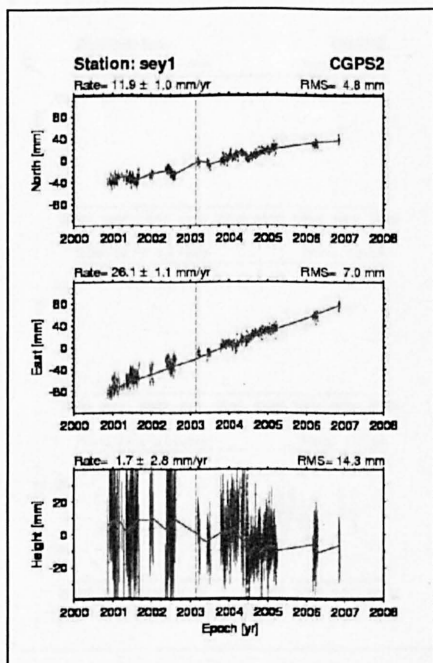 Station: sey1 CGPS2
Rate= 11.9 ± 1.0 mm/yr RMS= 4.8 mm
North [mm]
80
40
0
-40
-80
2000 2001 2002 2003 2004 2005 2006 2007 2008
Rate= 26.1 ± 1.1 mm/yr RMS= 7.0 mm
East [mm]
80
40
0
-40
-80
2000 2001 2002 2003 2004 2005 2006 2007 2008
Rate= 1.7 ± 2.8 mm/yr RMS= 14.3 mm
Height [mm]
20
0
-20
2000 2001 2002 2003 2004 2005 2006 2007 2008
Epoch [yr]